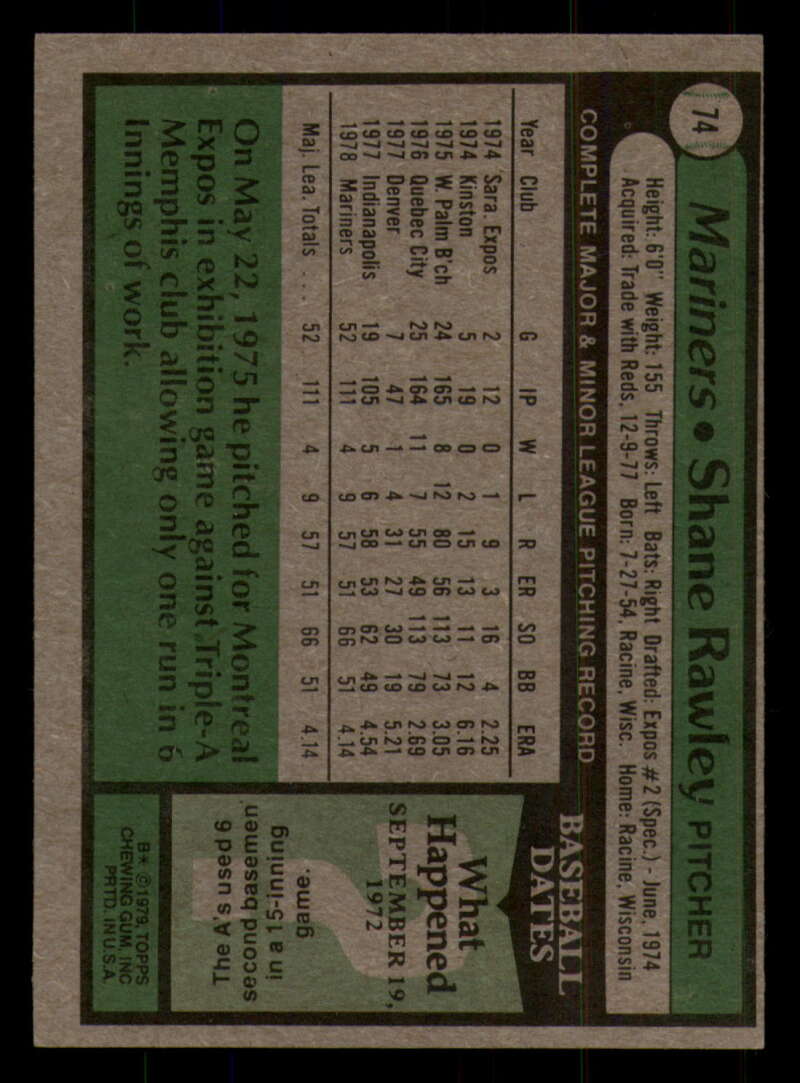 74
Mariners • Shane Rawley PITCHER
Height: 6'0" Weight: 155 Throws: Left Bats: Right Drafted: Expos #2 (Spec.) - June, 1974
Acquired: Trade with Reds, 12-9-77 Born: 7-27-54, Racine, Wisc. Home: Racine, Wisconsin
COMPLETE MAJOR & MINOR LEAGUE PITCHING RECORD
Year Club G IP W L R ER SO BB ERA
1974 Sara. Expos 2 12 0 1 9 3 16 4 2.25
1974 Kinston 5 19 0 2 15 13 11 12 6.16
1975 W Palm B'ch 24 165 8 12 80 56 113 73 3.05
1976 Quebec City 25 164 11 7 55 49 113 79 2.69
1977 Denver 7 47 1 4 31 27 30 19 5.21
1977 Indianapolis 19 105 5 6 58 53 62 49 4.54
1978 Mariners 52 111 4 9 57 51 66 51 4.14
Maj. Lea. Totals . . . 52 111 4 9 57 51 66 51 4.14
On May 22, 1975 he pitched for Montreal
Expos in exhibition game against Triple-A
Memphis club allowing only one run in 6
Innings of work.
BASEBALL
DATES
What
Happened
SEPTEMBER 19,
1972
The A's used 6
second basemen
in a 15-inning
game.
B* ©1979, TOPPS
CHEWING GUM, INC
PRTD. IN U.S.A.